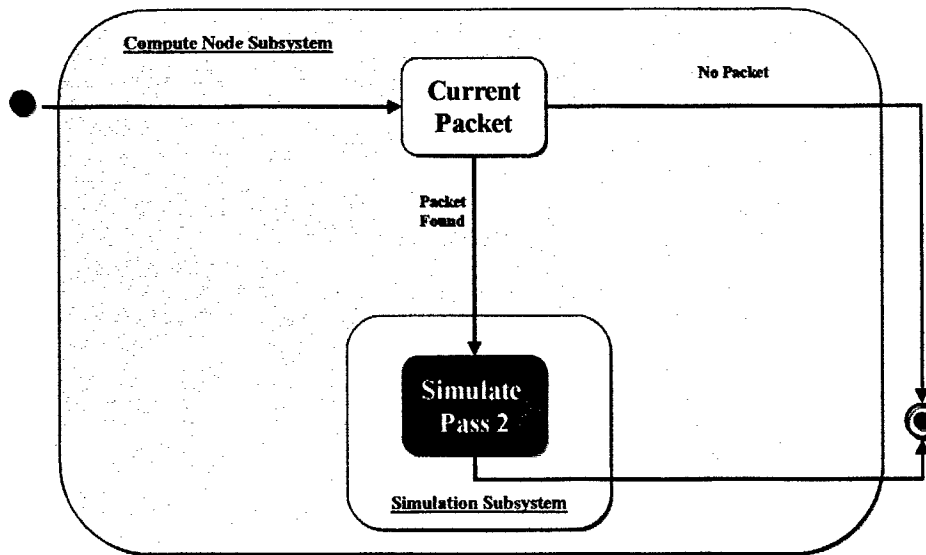 Compute Node Subsystem
No Packet
Current
Packet
Packet
Found
Simulate
Pass 2
Simulation Subsystem